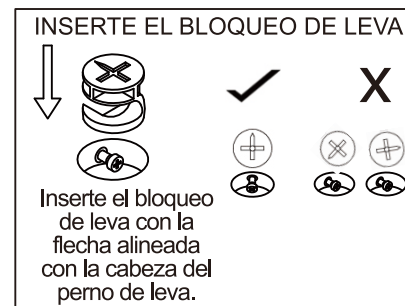 INSERTE EL BLOQUEO DE LEVA
X
Inserte el bloqueo
de leva con la
flecha alineada
con la cabeza del
perno de leva.